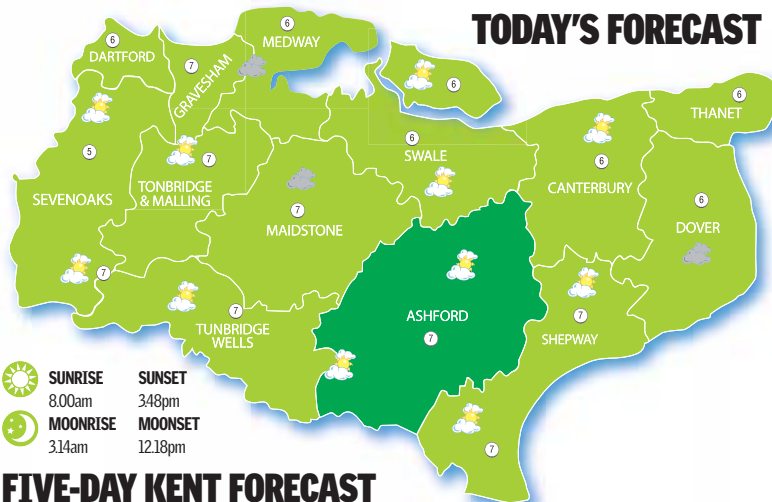 TODAY'S FORECAST
6
MEDWAY
6
DARTFORD
7
GRAVESHAM
6
6
THANET
5
SEVENOAKS
7
TONBRIDGE
& MALLING
6
SWALE
6
CANTERBURY
7
MAIDSTONE
6
DOVER
7
7
TUNBRIDGE
WELLS
ASHFORD
7
7
SHEPWAY
7
SUNRISE SUNSET
8.00am 3.48pm
MOONRISE MOONSET
3.14am 12.18pm
FIVE-DAY KENT FORECAST